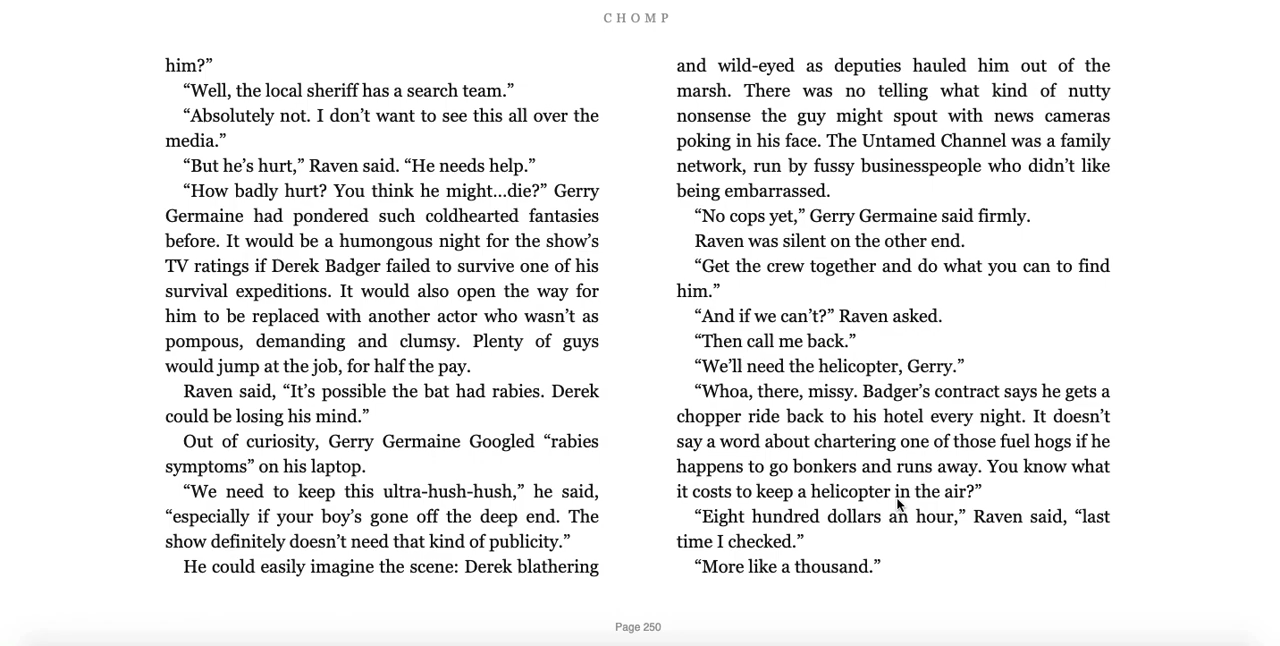 CHOMP
him?”
“Well, the local sheriff has a search team.”
“Absolutely not. I don’t want to see this all over the
media.”
“But he’s hurt,” Raven said. “He needs help.”
“How badly hurt? You think he might...die?” Gerry
Germaine had pondered such coldhearted fantasies
before. It would be a humongous night for the show’s
TV ratings if Derek Badger failed to survive one of his
survival expeditions. It would also open the way for
him to be replaced with another actor who wasn’t as
pompous, demanding and clumsy. Plenty of guys
would jump at the job, for half the pay.
Raven said, “It’s possible the bat had rabies. Derek
could be losing his mind.”
Out of curiosity, Gerry Germaine Googled “rabies
symptoms” on his laptop.
“We need to keep this ultra-hush-hush,” he said,
“especially if your boy’s gone off the deep end. The
show definitely doesn’t need that kind of publicity.”
He could easily imagine the scene: Derek blathering
and wild-eyed as deputies hauled him out of the
marsh. There was no telling what kind of nutty
nonsense the guy might spout with news cameras
poking in his face. The Untamed Channel was a family
network, run by fussy businesspeople who didn’t like
being embarrassed.
“No cops yet,” Gerry Germaine said firmly.
Raven was silent on the other end.
“Get the crew together and do what you can to find
him.”
“And if we can’t?” Raven asked.
“Then call me back.”
“We’ll need the helicopter, Gerry.”
“Whoa, there, missy. Badger’s contract says he gets a
chopper ride back to his hotel every night. It doesn’t
say a word about chartering one of those fuel hogs if he
happens to go bonkers and runs away. You know what
it costs to keep a helicopter in the air?”
“Eight hundred dollars an hour,” Raven said, “last
time I checked.”
“More like a thousand.”
Page 250